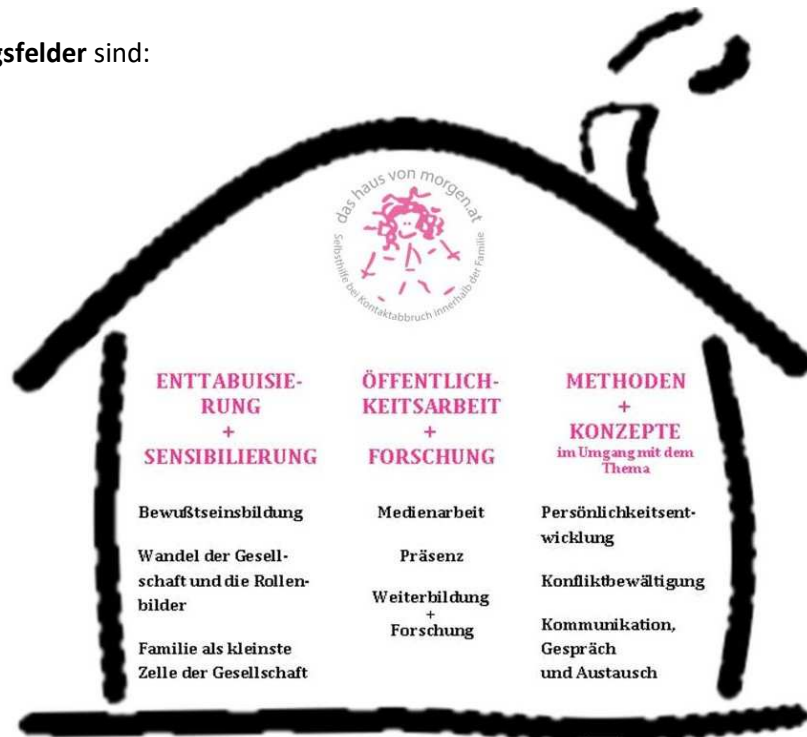 gsfelder sind:
das haus von morgen.at
Selbsthilfe bei Kontaktabbruch innerhalb der Familie
ENTTABUISIE-
RUNG
+
SENSIBILIERUNG
Bewußtseinsbildung
Wandel der Gesell-
schaft und die Rollen-
bilder
Familie als kleinste
Zelle der Gesellschaft
ÖFFENTLICH-
KEITSARBEIT
+
FORSCHUNG
Medienarbeit
Präsenz
Weiterbildung
+
Forschung
METHODEN
+
KONZEPTE
im Umgang mit dem
Thema
Persönlichkeitsent-
wicklung
Konfliktbewältigung
Kommunikation,
Gespräch
und Austausch